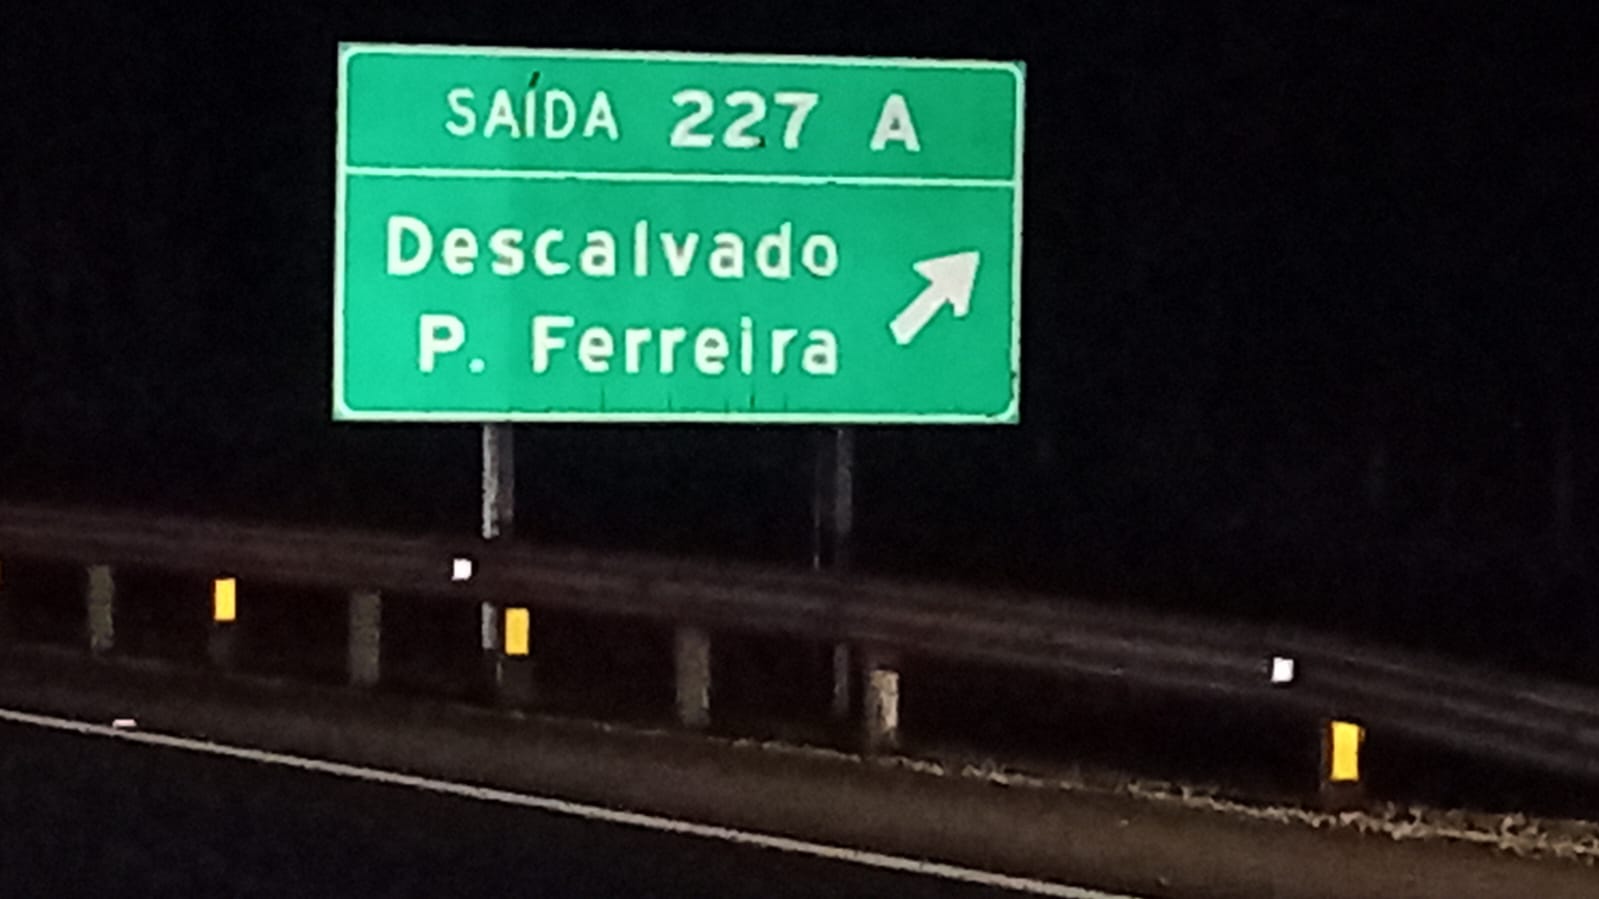 SAÍDA 227 A
Descalvado
P. Ferreira